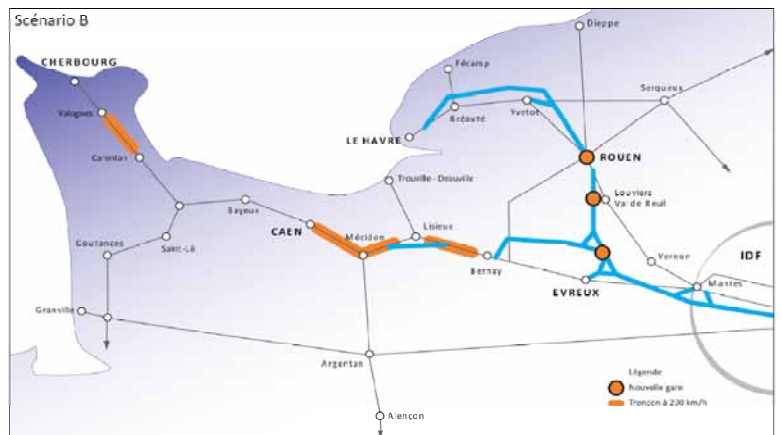 Scénario B
Dieppe
CHERBOURG
Fécamp
Serqueux
Valognes
Bréauté
Yvetot
LE HAVRE
Carentan
ROUEN
Trouville - Deauville
Louviers
Val de Reuil
Bayeux
CAEN
Lisieux
Mézidon
Coutances
Saint-Lô
Bernay
Vernon
IDF
EVREUX
Mantes
Granville
Argentan
Légende
Nouvelle gare
Tronçon à 200 km/h
Alençon